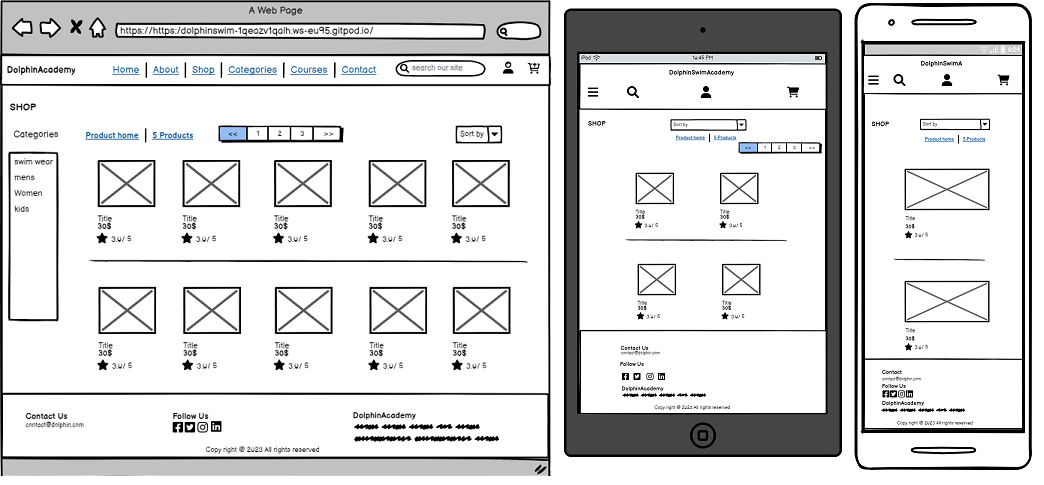 A Web Page
https://https:/dolphinswim-1qeozv1qalh.ws-eu95.gitpod.io/
DolphinAcademy Home About Shop Categories Courses Contact search our site
SHOP
Categories Product home 5 Products << 1 2 3 >> Sort by
swim wear
mens
Women
kids
Title Title Title Title Title
30$ 30$ 30$ 30$ 30$
3.0/ 5 3.0/ 5 3.0/ 5 3.0/ 5 3.0/ 5
Title Title Title Title Title
30$ 30$ 30$ 30$ 30$
3.0/ 5 3.0/ 5 3.0/ 5 3.0/ 5 3.0/ 5
Contact Us Follow Us DolphinAcademy
contact@dolphin.com
Copy right @ 2023 All rights reserved
iPod 1:45 PM
DolphinSwimAcademy
SHOP Sort by
Product home 5 Products
<< 1 2 3 >>
Title Title
30$ 30$
3.0/ 5 3.0/ 5
Title Title
30$ 30$
3.0/ 5 3.0/ 5
Contact Us
contact@dolphin.com
Follow Us
DolphinAcademy
Copy right @ 2023 All rights reserved
0:24
DolphinSwimA
SHOP Sort by
Product home 5 Products
Title
30$
3.0/ 5
Title
30$
3.0/ 5
Contact
contact@dolphin.com
Follow Us
DolphinAcademy
Copy right @ 2023 All rights reserved